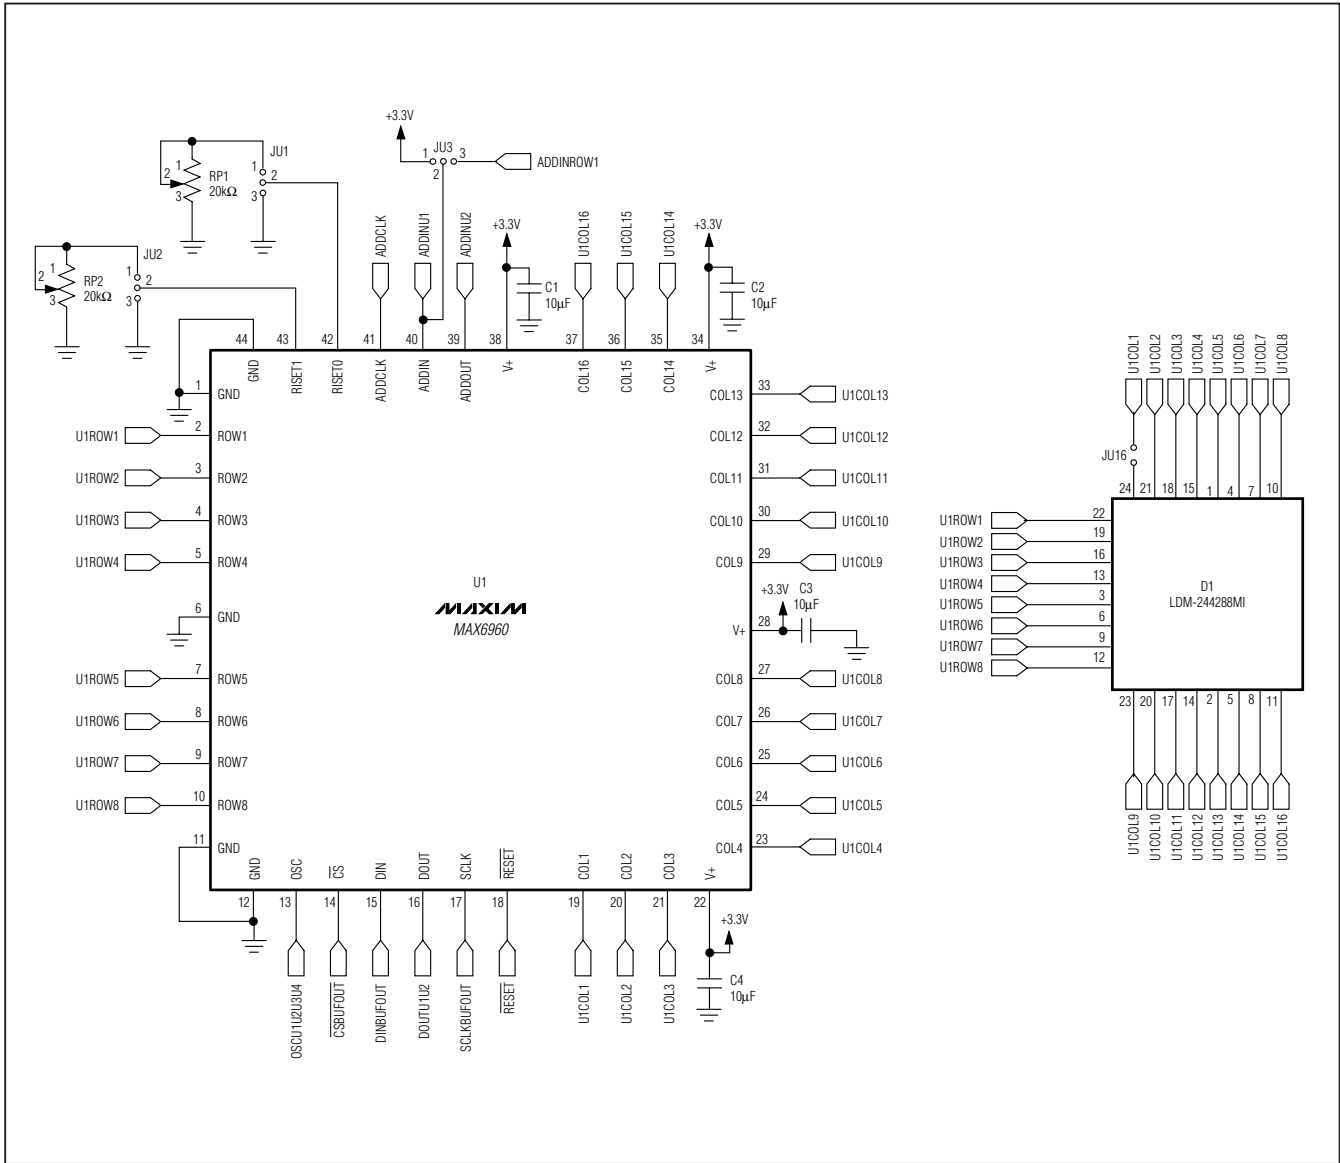 +3.3V
JU3
1
3
2
ADDINROW1
JU1
1
2
3
RP1
20kΩ
1
2
3
JU2
1
2
3
RP2
20kΩ
1
2
3
ADDCLK
ADDINU1
ADDINU2
+3.3V
C1
10μF
U1COL16
U1COL15
U1COL14
+3.3V
C2
10μF
44
43
42
41
40
39
38
37
36
35
34
GND
RISET1
RISET0
ADDCLK
ADDIN
ADDOUT
V+
COL16
COL15
COL14
V+
1
GND
U1ROW1
2
ROW1
U1ROW2
3
ROW2
U1ROW3
4
ROW3
U1ROW4
5
ROW4
6
GND
U1ROW5
7
ROW5
U1ROW6
8
ROW6
U1ROW7
9
ROW7
U1ROW8
10
ROW8
11
GND
U1
MAXIM
MAX6960
COL13
33
U1COL13
COL12
32
U1COL12
COL11
31
U1COL11
COL10
30
U1COL10
COL9
29
U1COL9
+3.3V
C3
10μF
V+
28
COL8
27
U1COL8
COL7
26
U1COL7
COL6
25
U1COL6
COL5
24
U1COL5
COL4
23
U1COL4
GND
OSC
CS
DIN
DOUT
SCLK
RESET
COL1
COL2
COL3
V+
12
13
14
15
16
17
18
19
20
21
22
OSCU1U2U3U4
CSBUFOUT
DINBUFOUT
DOUTU1U2
SCLKBUFOUT
RESET
U1COL1
U1COL2
U1COL3
+3.3V
C4
10μF
U1COL1
U1COL2
U1COL3
U1COL4
U1COL5
U1COL6
U1COL7
U1COL8
JU16
24
21
18
15
1
4
7
10
U1ROW1
22
U1ROW2
19
U1ROW3
16
U1ROW4
13
U1ROW5
3
U1ROW6
6
U1ROW7
9
U1ROW8
12
D1
LDM-244288MI
23
20
17
14
2
5
8
11
U1COL9
U1COL10
U1COL11
U1COL12
U1COL13
U1COL14
U1COL15
U1COL16